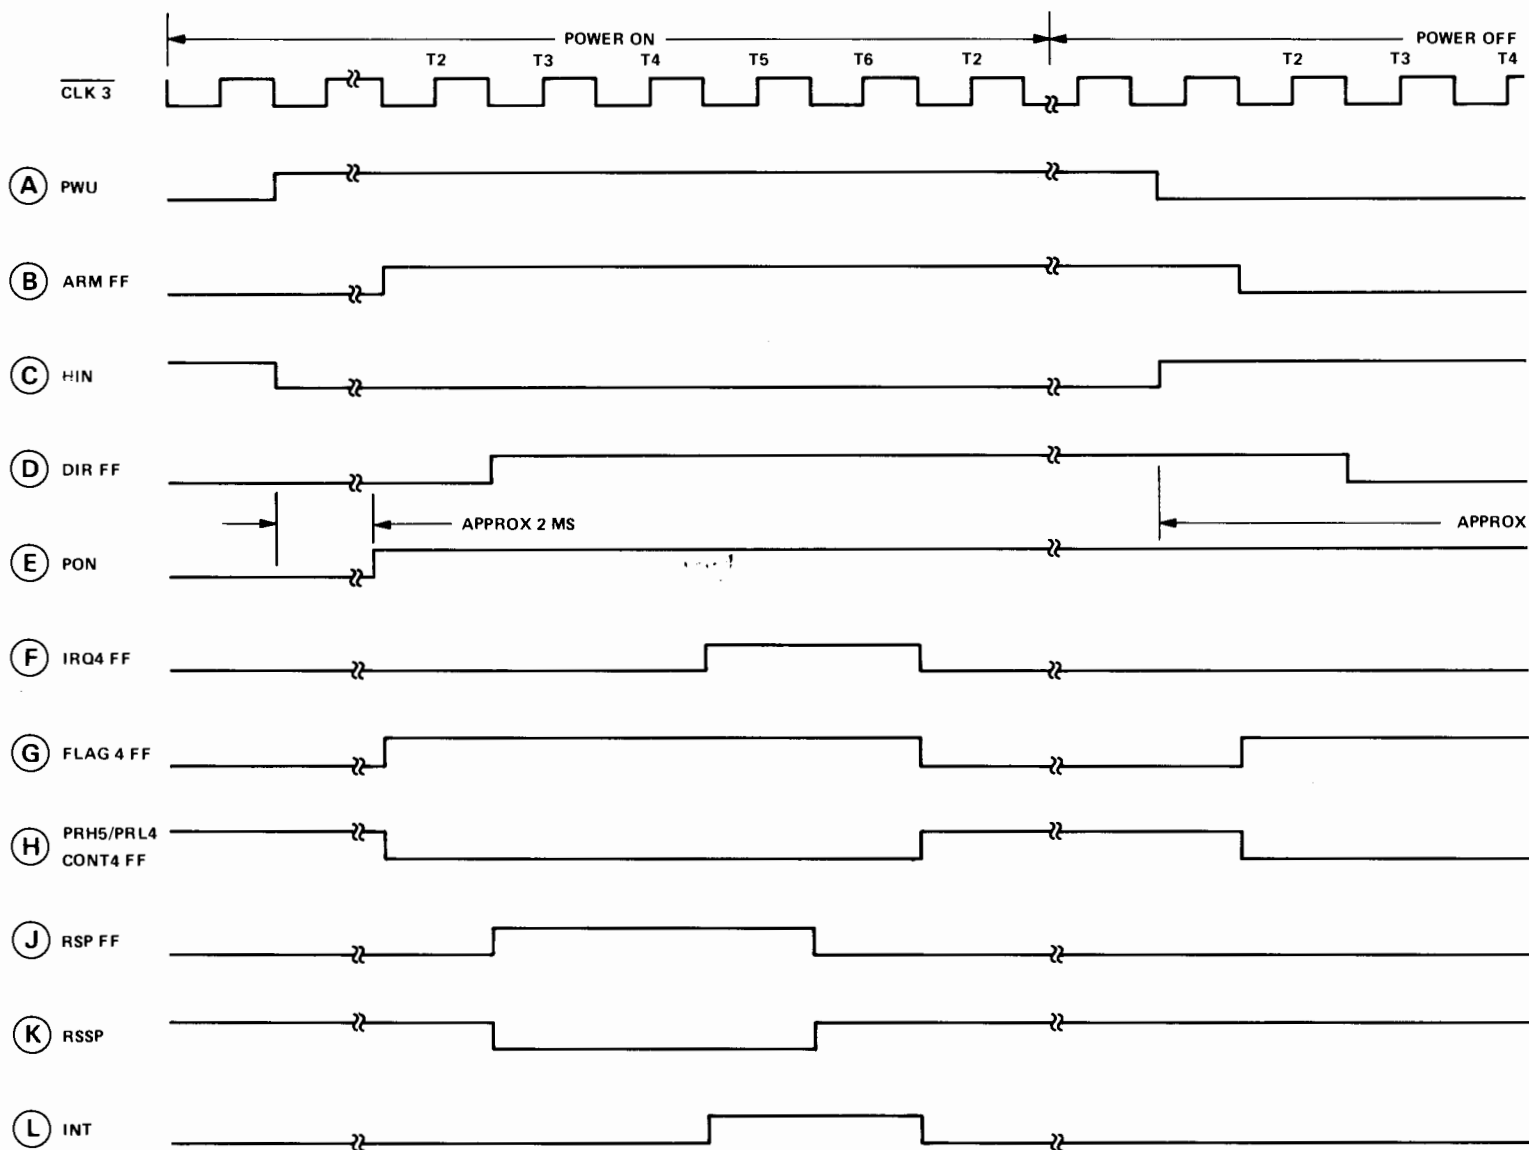 POWER ON
POWER OFF
T2 T3 T4 T5 T6 T2 T2 T3 T4
CLK 3
A PWU
B ARM FF
C HIN
D DIR FF
APPROX 2 MS
APPROX
E PON
F IRQ4 FF
G FLAG 4 FF
H PRH5/PRL4
CONT4 FF
J RSP FF
K RSSP
L INT